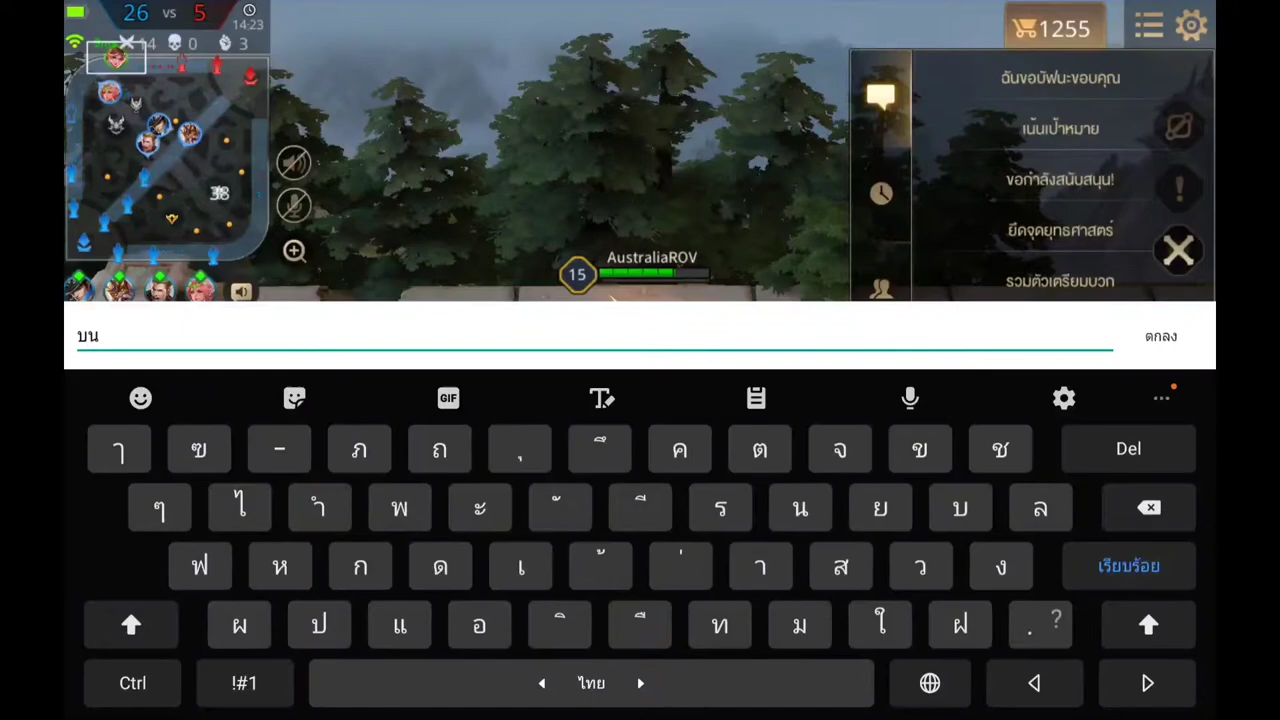 26 vs 5
14:23
14 0 3
1255
38
ฉันขอบัฟนะขอบคุณ
เน้นเป้าหมาย
ขอกำลังสนับสนุน!
ยึดจุดยุทธศาสตร์
รวมตัวเตรียมบวก
AustraliaROV
15
บน
ตกลง
GIF
ๅ ฃ - ภ ถ ุ ึ ค ต จ ข ช Del
ๆ ไ ำ พ ะ ั ี ร น ย บ ล
ฟ ห ก ด เ ้ ่ า ส ว ง เรียบร้อย
ผ ป แ อ ิ ื ท ม ใ ฝ . ?
Ctrl !#1 ไทย